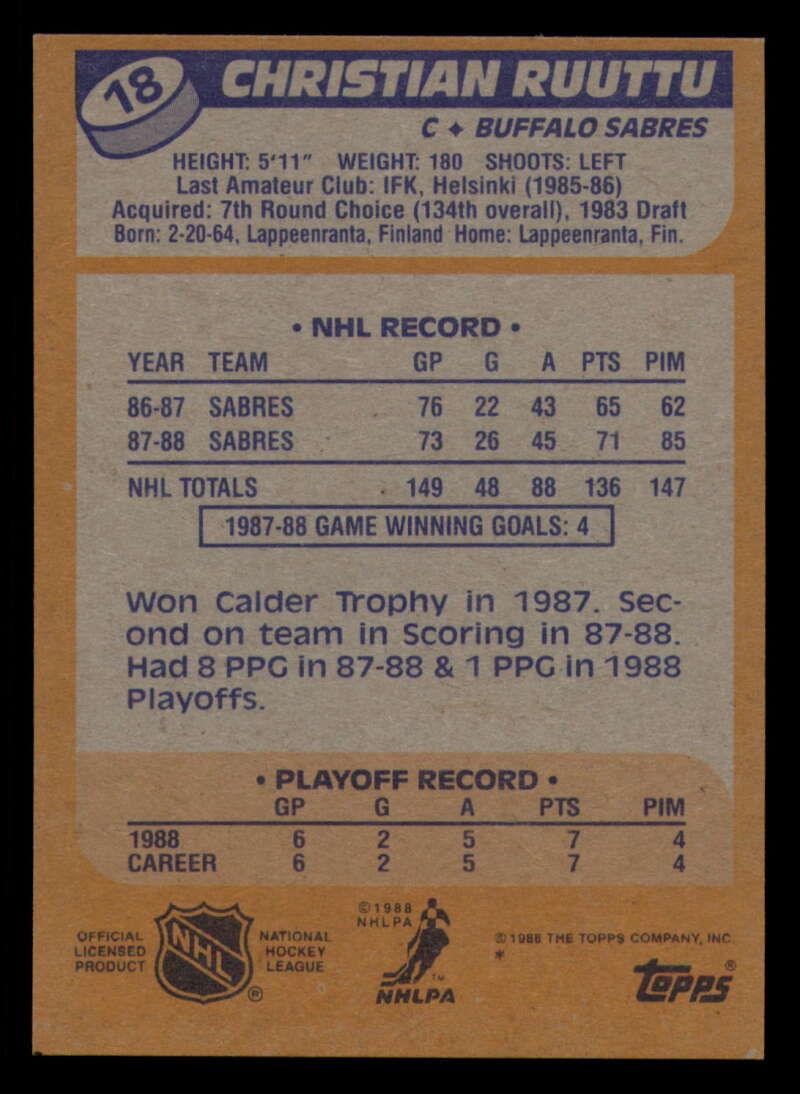 18
CHRISTIAN RUUTTU
C ✦ BUFFALO SABRES
HEIGHT: 5'11" WEIGHT: 180 SHOOTS: LEFT
Last Amateur Club: IFK, Helsinki (1985-86)
Acquired: 7th Round Choice (134th overall), 1983 Draft
Born: 2-20-64, Lappeenranta, Finland Home: Lappeenranta, Fin.
• NHL RECORD •
YEAR TEAM GP G A PTS PIM
86-87 SABRES 76 22 43 65 62
87-88 SABRES 73 26 45 71 85
NHL TOTALS 149 48 88 136 147
1987-88 GAME WINNING GOALS: 4
Won Calder Trophy in 1987. Sec-
ond on team in Scoring in 87-88.
Had 8 PPG in 87-88 & 1 PPG in 1988
Playoffs.
• PLAYOFF RECORD •
GP G A PTS PIM
1988 6 2 5 7 4
CAREER 6 2 5 7 4
OFFICIAL
LICENSED
PRODUCT
NHL
®
NATIONAL
HOCKEY
LEAGUE
© 1988
NHLPA
™
NHLPA
© 1988 THE TOPPS COMPANY, INC.
*
topps®